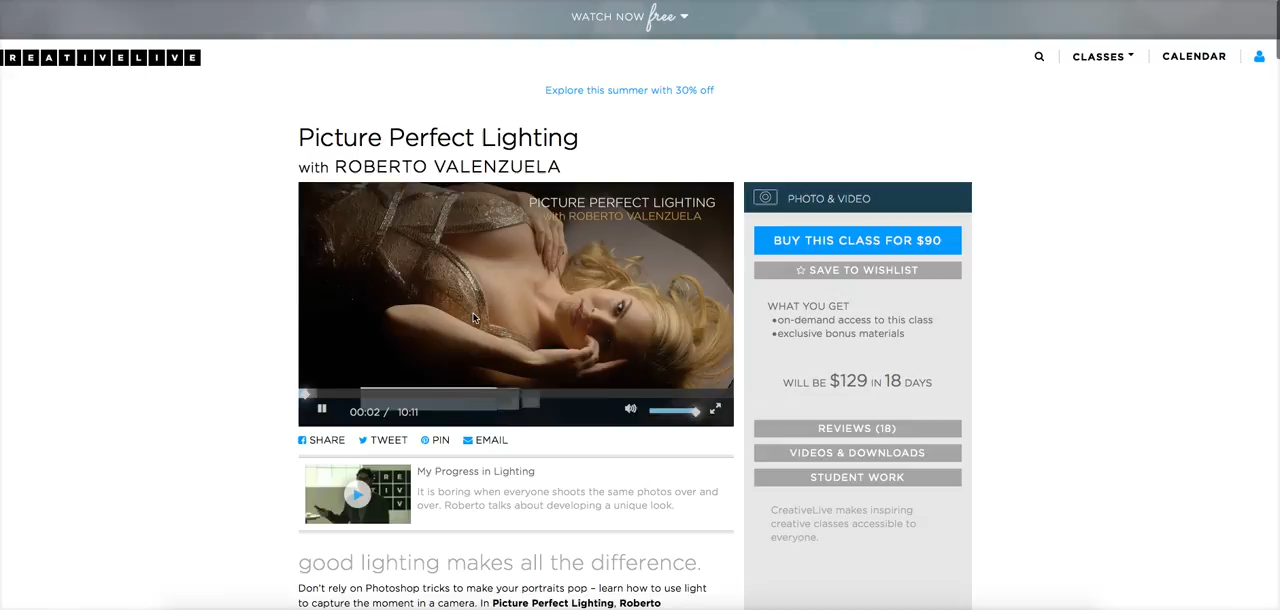 WATCH NOW free
REATIVELIVE
CLASSES
CALENDAR
Explore this summer with 30% off
Picture Perfect Lighting
with ROBERTO VALENZUELA
PICTURE PERFECT LIGHTING
with ROBERTO VALENZUELA
00:02 / 10:11
SHARE TWEET PIN EMAIL
My Progress in Lighting
It is boring when everyone shoots the same photos over and
over. Roberto talks about developing a unique look.
good lighting makes all the difference.
Don't rely on Photoshop tricks to make your portraits pop – learn how to use light
to capture the moment in a camera. In Picture Perfect Lighting, Roberto
PHOTO & VIDEO
BUY THIS CLASS FOR $90
SAVE TO WISHLIST
WHAT YOU GET
•on-demand access to this class
•exclusive bonus materials
WILL BE $129 IN 18 DAYS
REVIEWS (18)
VIDEOS & DOWNLOADS
STUDENT WORK
CreativeLive makes inspiring
creative classes accessible to
everyone.